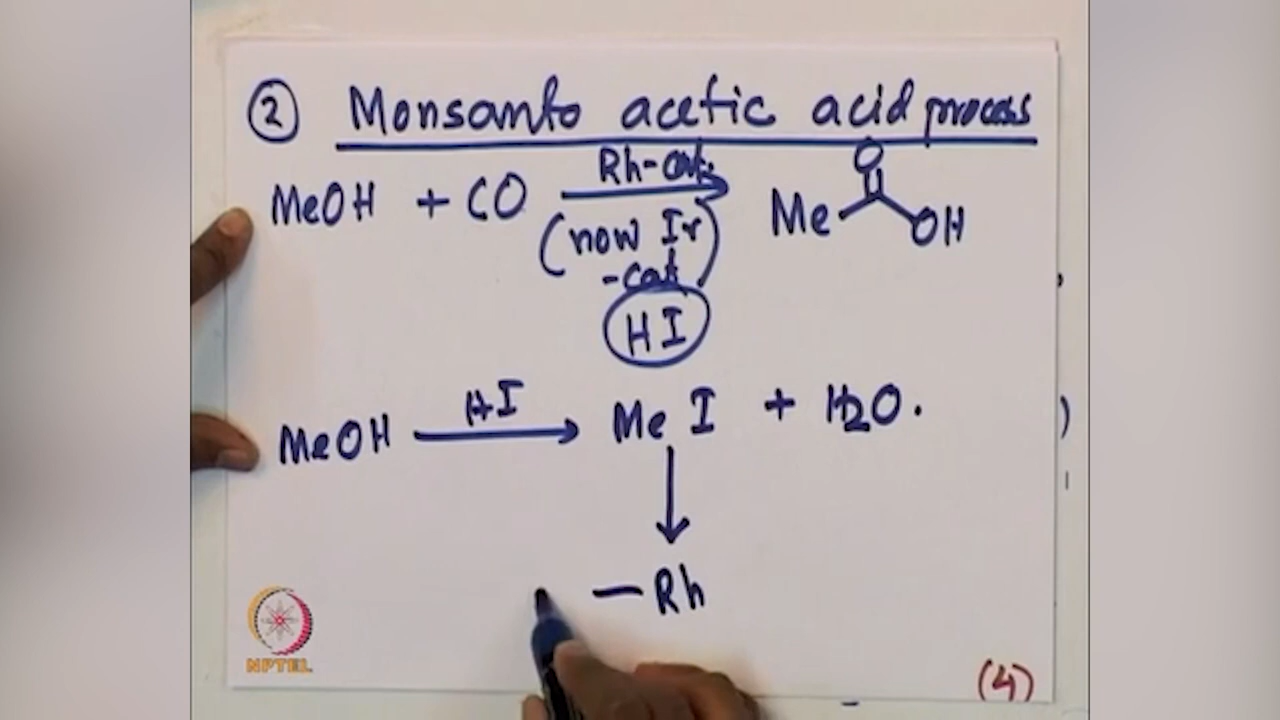 ② Monsanto acetic acid process
MeOH + CO
Rh-cat.
(now Ir
-cat)
HI
Me
O
OH
MeOH
HI
Me I + H2O.
— Rh
NPTEL
(4)